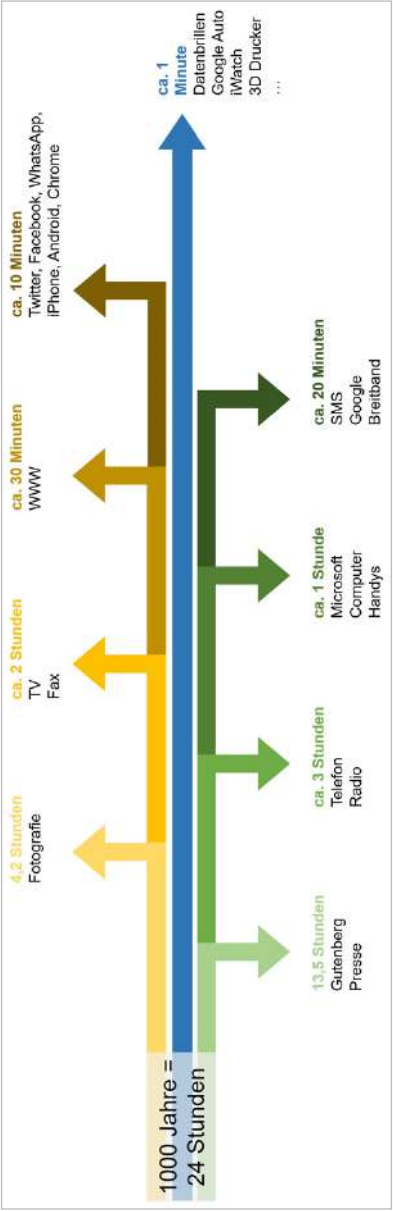 1000 Jahre =
24 Stunden
4,2 Stunden
Fotografie
ca. 2 Stunden
TV
Fax
ca. 30 Minuten
WWW
ca. 10 Minuten
Twitter, Facebook, WhatsApp,
iPhone, Android, Chrome
ca. 1
Minute
Datenbrillen
Google Auto
iWatch
3D Drucker
...
13,5 Stunden
Gutenberg
Presse
ca. 3 Stunden
Telefon
Radio
ca. 1 Stunde
Microsoft
Computer
Handys
ca. 20 Minuten
SMS
Google
Breitband